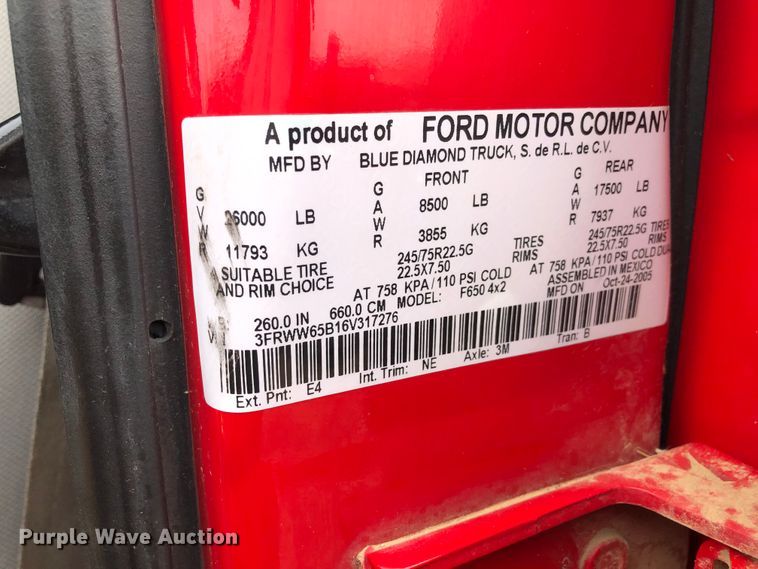 A product of FORD MOTOR COMPANY
MFD BY BLUE DIAMOND TRUCK, S. de R.L. de C.V.
GVWR 26000 LB 11793 KG
FRONT GAWR 8500 LB 3855 KG
REAR GAWR 17500 LB 7937 KG
SUITABLE TIRE AND RIM CHOICE
245/75R22.5G TIRES
22.5X7.50 RIMS
AT 758 KPA/110 PSI COLD
245/75R22.5G TIRES
22.5X7.50 RIMS
AT 758 KPA/110 PSI COLD DUAL
ASSEMBLED IN MEXICO
260.0 IN 660.0 CM MODEL: F650 4x2 MFD ON Oct-24-2005
3FRWW65B16V317276
Ext. Pnt: E4 Int. Trim: NE Axle: 3M Tran: B
Purple Wave Auction